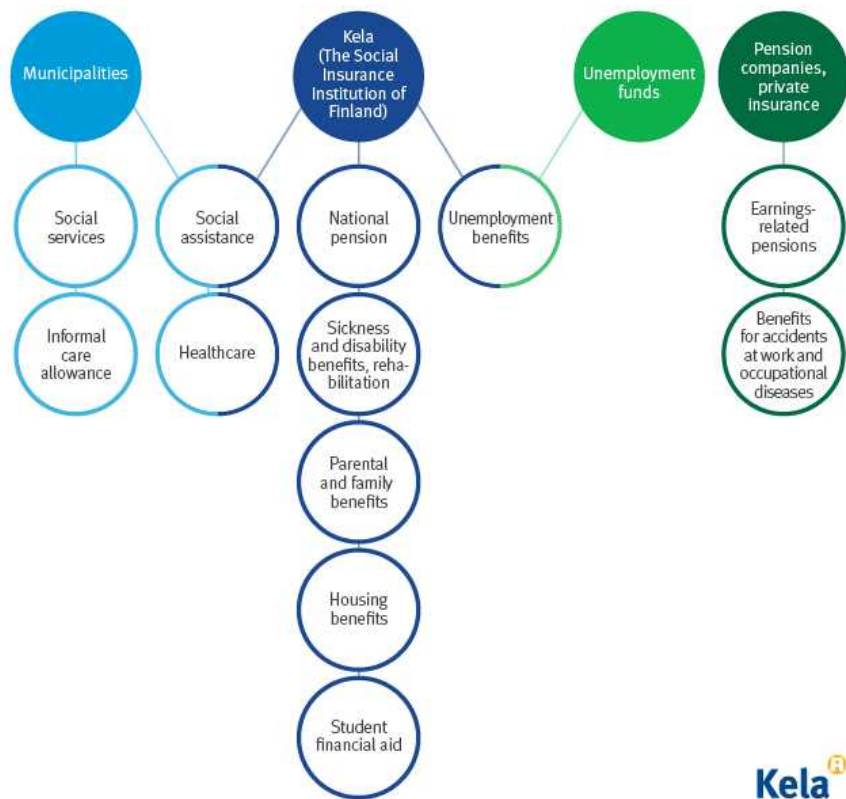 Municipalities
Kela
(The Social
Insurance
Institution of
Finland)
Unemployment
funds
Pension
companies,
private
insurance
Social
services
Social
assistance
National
pension
Unemployment
benefits
Earnings-
related
pensions
Informal
care
allowance
Healthcare
Sickness
and disability
benefits, reha-
bilitation
Benefits
for accidents
at work and
occupational
diseases
Parental
and family
benefits
Housing
benefits
Student
financial aid
Kela